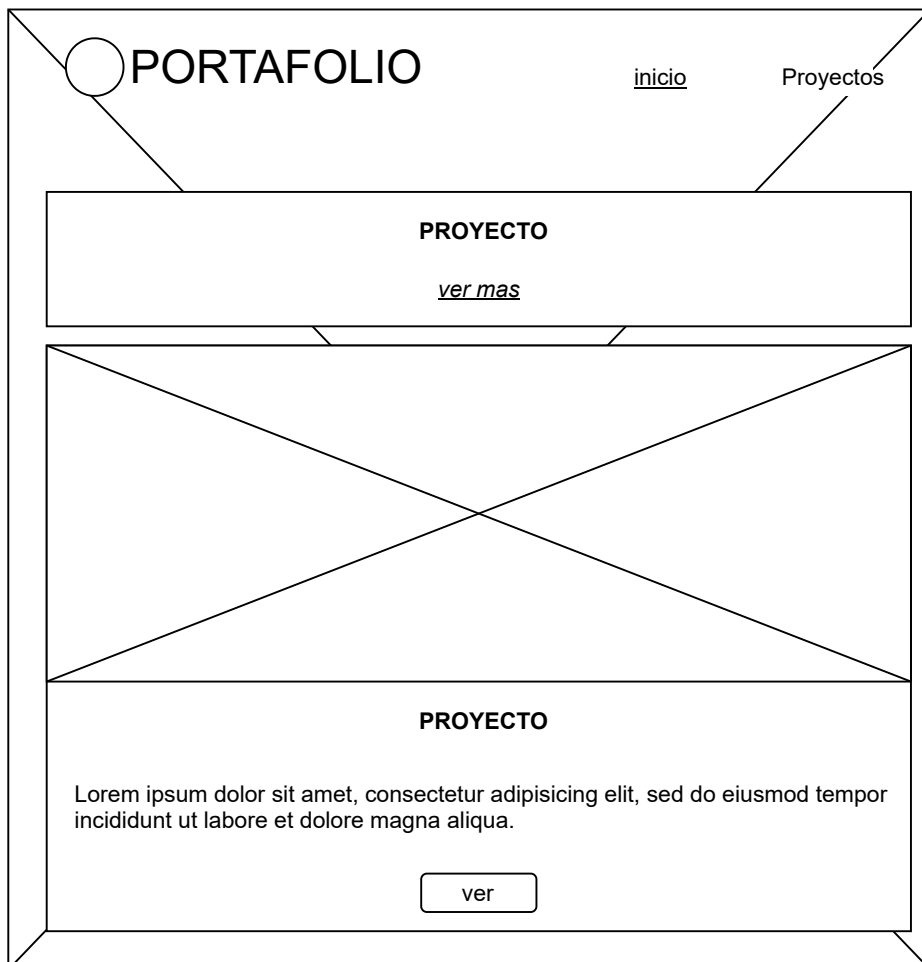 PORTAFOLIO
inicio
Proyectos
PROYECTO
ver mas
PROYECTO
Lorem ipsum dolor sit amet, consectetur adipisicing elit, sed do eiusmod tempor
incididunt ut labore et dolore magna aliqua.
ver